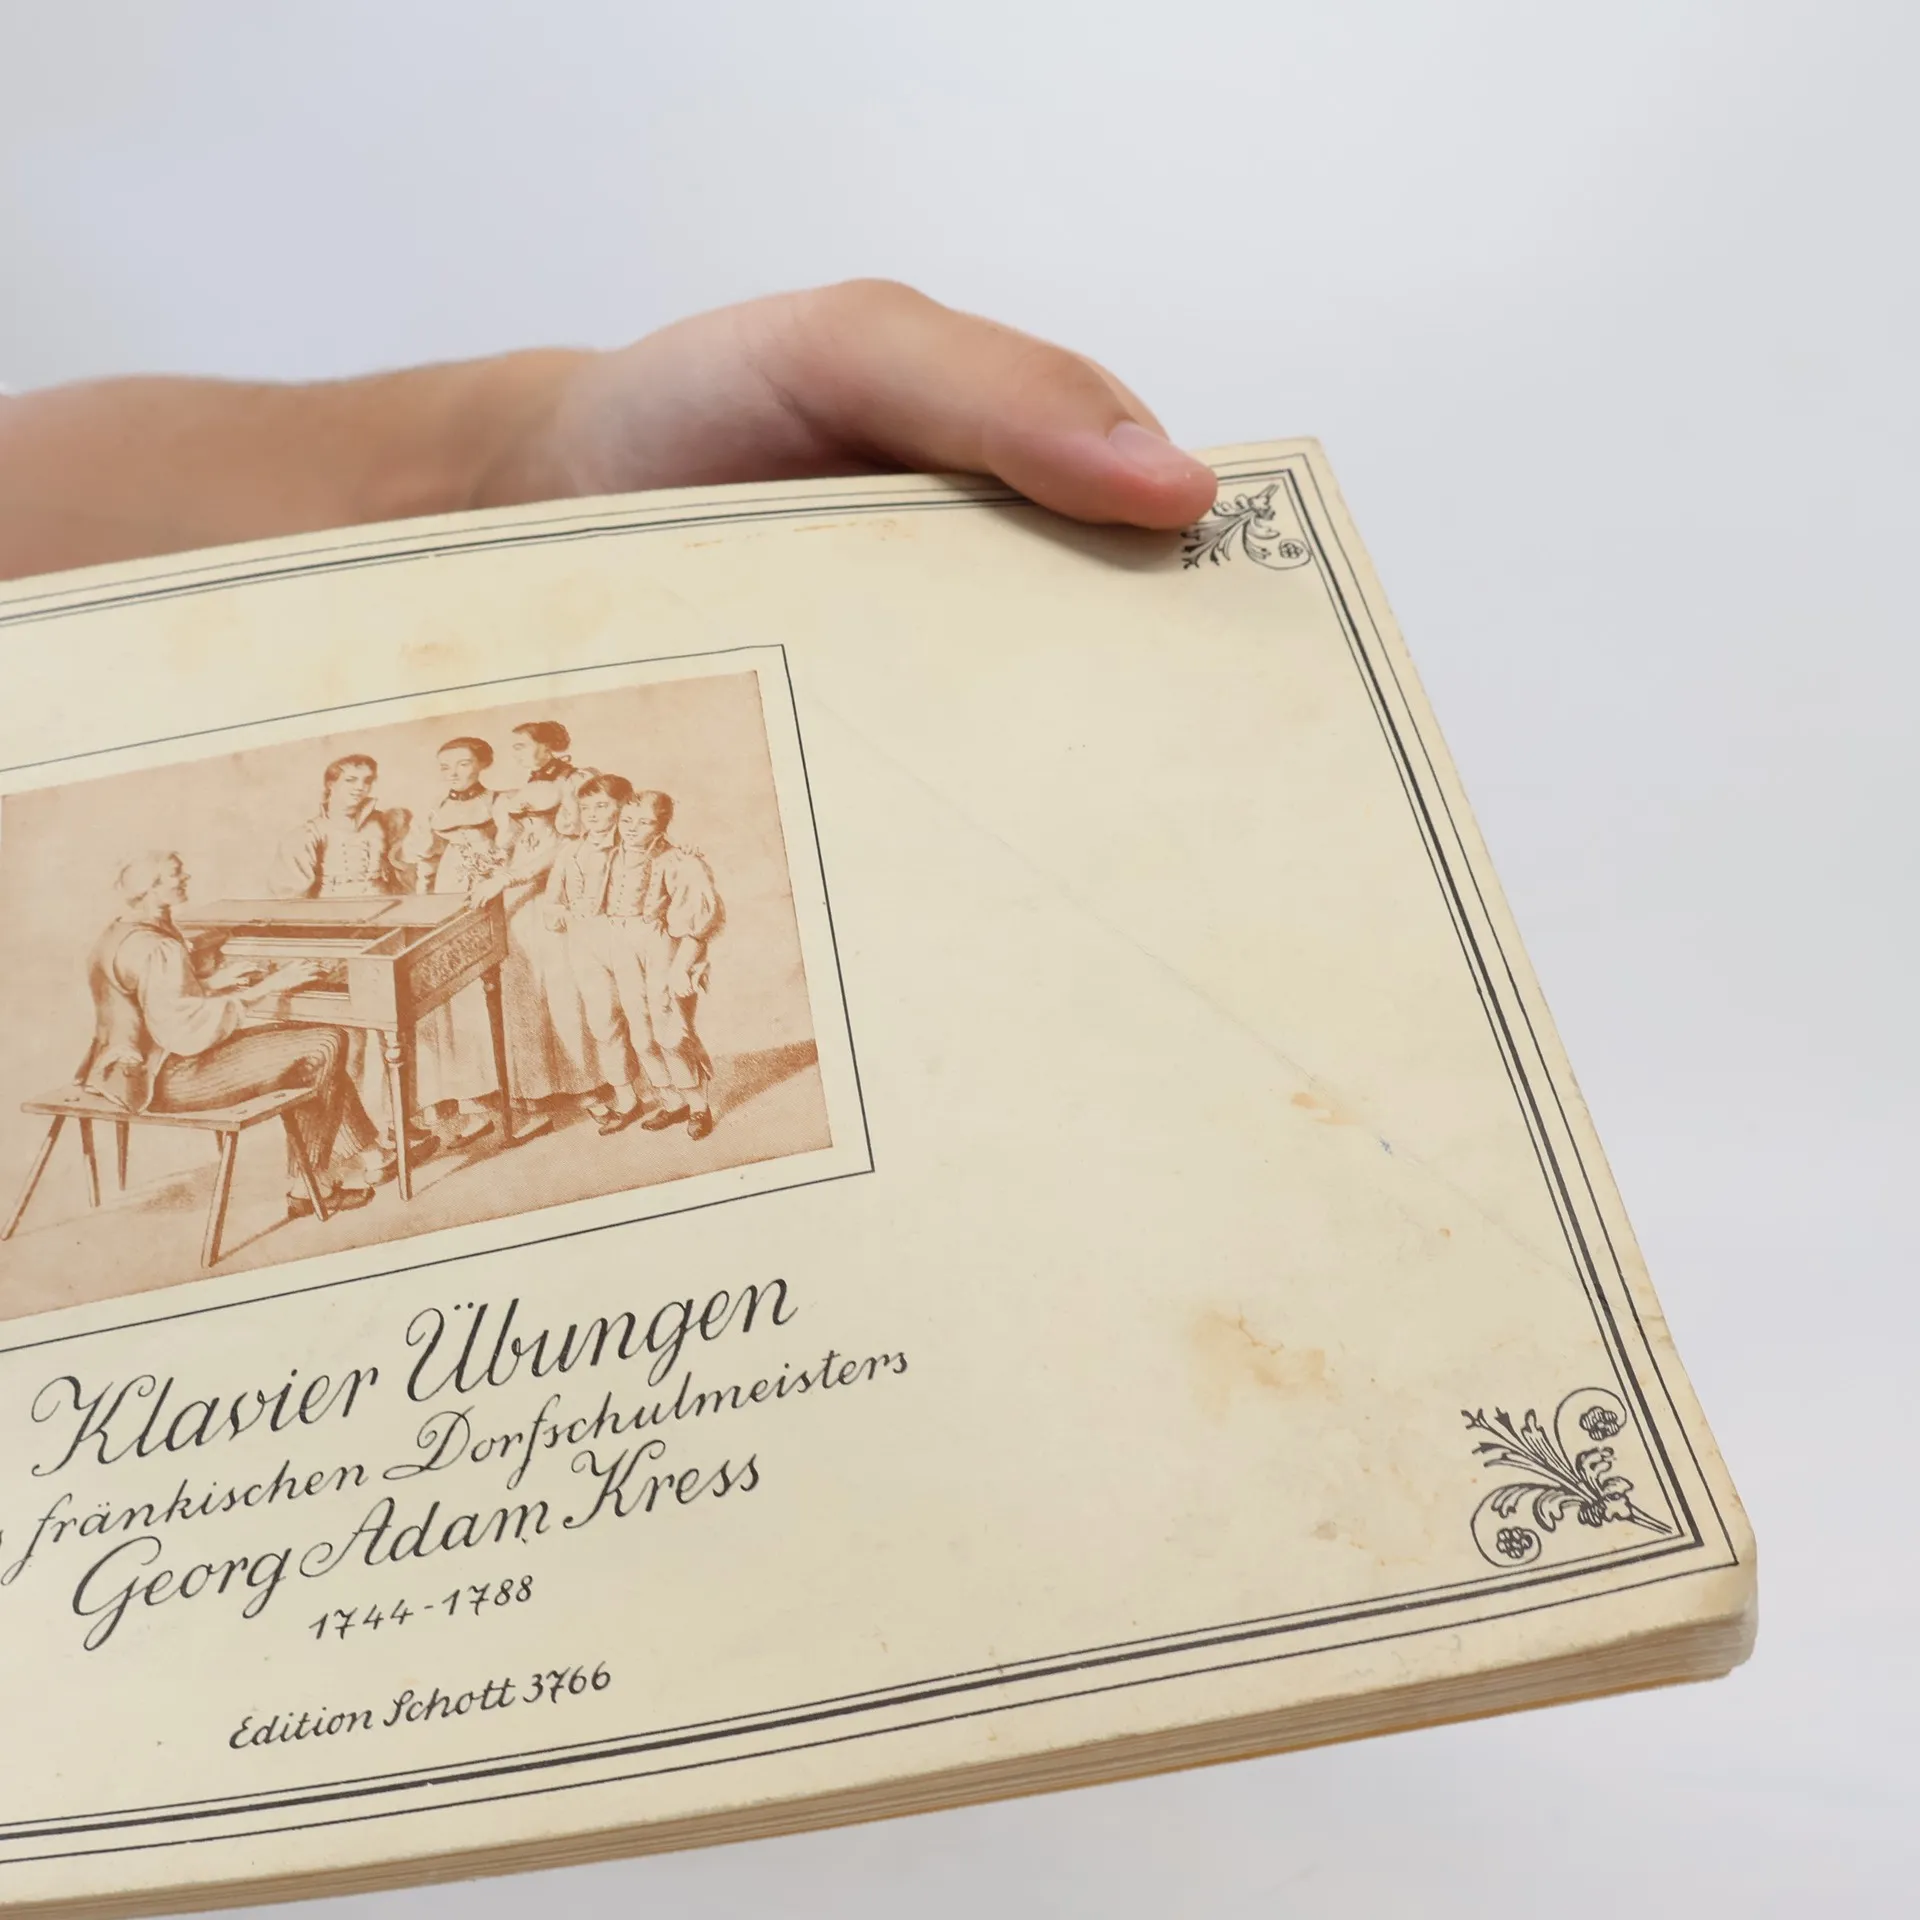 Klavier Übungen
fränkischen Dorfschulmeisters
Georg Adam Kress
1744-1788
Edition Schott 3766